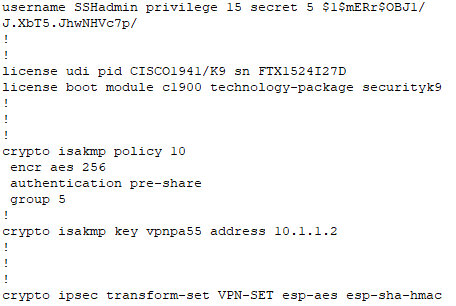 username SSHadmin privilege 15 secret 5 $1$mERr$OBJ1/
J.XbT5.JhwNHVc7p/
!
!
license udi pid CISCO1941/K9 sn FTX1524I27D
license boot module c1900 technology-package securityk9
!
!
!
crypto isakmp policy 10
 encr aes 256
 authentication pre-share
 group 5
!
crypto isakmp key vpnpa55 address 10.1.1.2
!
!
!
crypto ipsec transform-set VPN-SET esp-aes esp-sha-hmac